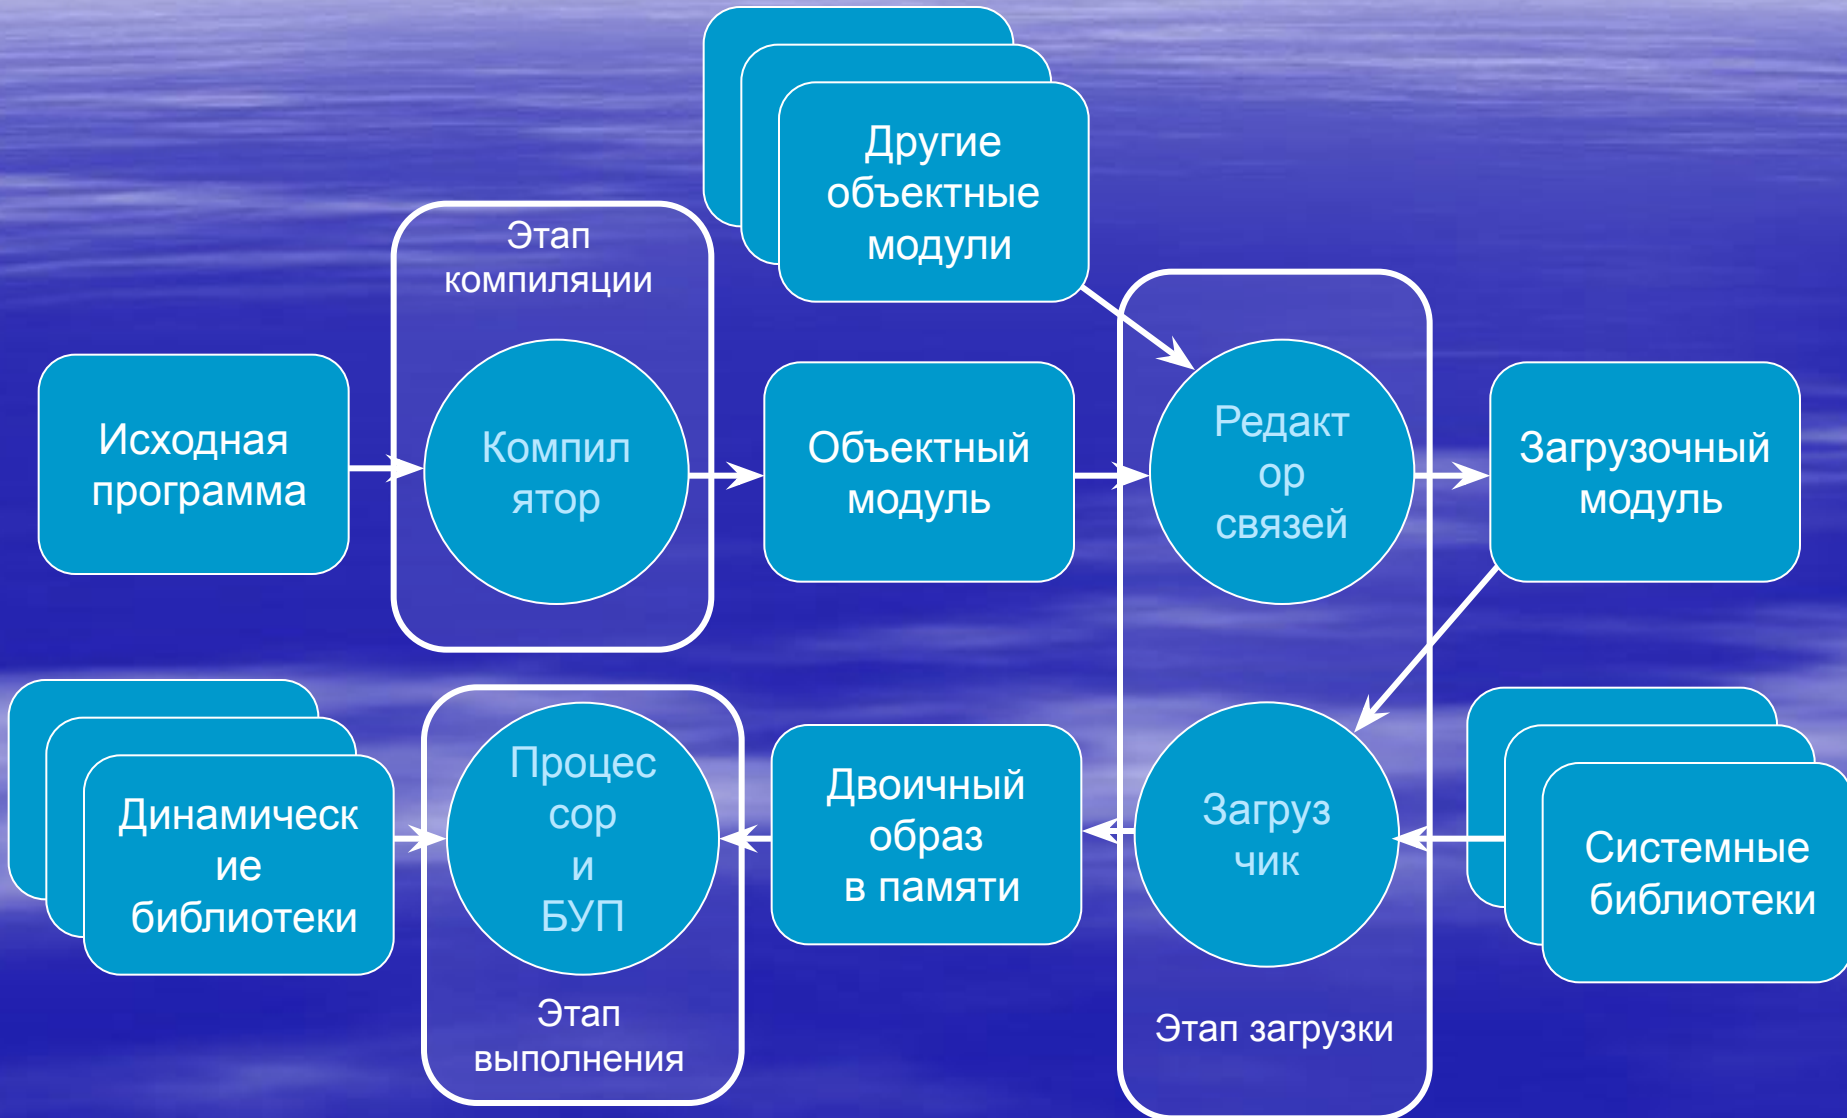 Другие
объектные
модули
Этап
компиляции
Исходная
программа
Компил
ятор
Объектный
модуль
Редакт
ор
связей
Загрузочный
модуль
Динамическ
ие
библиотеки
Процес
сор
и
БУП
Этап
выполнения
Двоичный
образ
в памяти
Загруз
чик
Этап загрузки
Системные
библиотеки